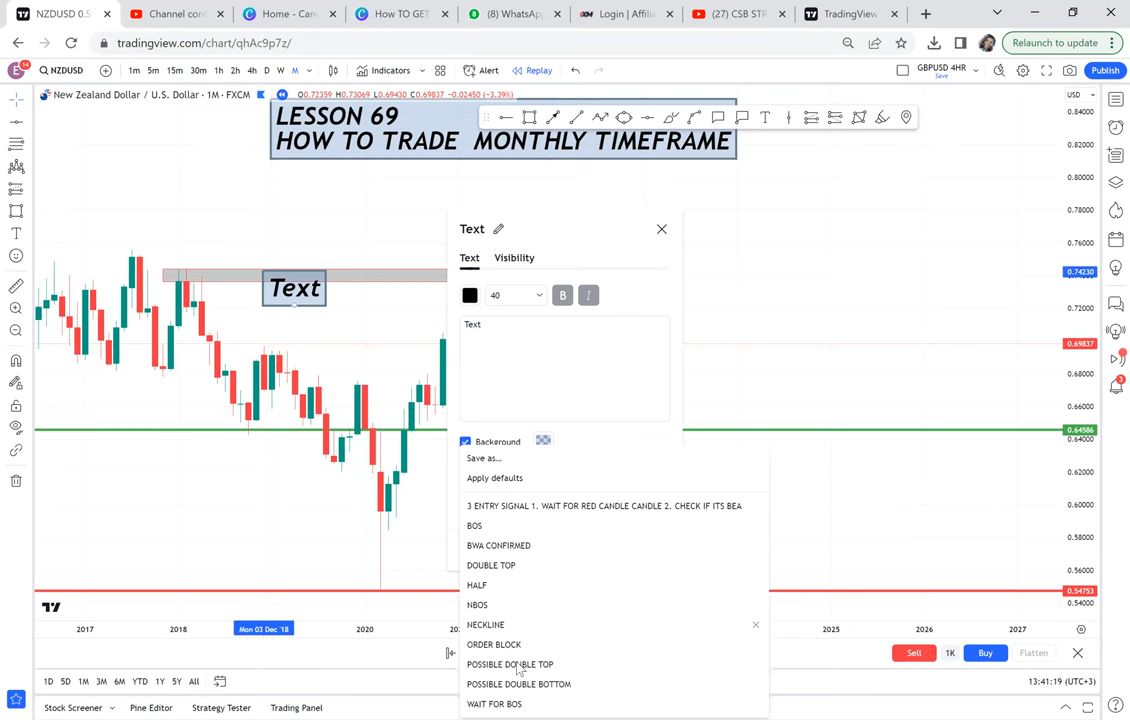 NZDUSD 0.5
Channel con
Home - Can
How TO GET
(8) WhatsAp
Login | Affilia
(27) CSB STR
TradingView
tradingview.com/chart/qhAc9p7z/
Relaunch to update
E 14 NZDUSD 1m 5m 15m 30m 1h 2h 4h D W M Indicators Alert Replay GBPUSD 4HR Save Publish
New Zealand Dollar / U.S. Dollar · 1M · FXCM O0.72359 H0.73069 L0.69430 C0.69837 −0.02450 (−3.39%) USD
LESSON 69
HOW TO TRADE MONTHLY TIMEFRAME
0.84000
0.82000
0.80000
0.78000
0.76000
0.74230
0.72000
0.69837
0.68000
0.66000
0.64586
0.64000
0.62000
0.60000
0.58000
0.56000
0.54753
0.54000
Text
Text
Text Visibility
40 B I
Text
Background
Save as...
Apply defaults
3 ENTRY SIGNAL 1. WAIT FOR RED CANDLE CANDLE 2. CHECK IF ITS BEA
BOS
BWA CONFIRMED
DOUBLE TOP
HALF
NBOS
NECKLINE
ORDER BLOCK
POSSIBLE DOUBLE TOP
POSSIBLE DOUBLE BOTTOM
WAIT FOR BOS
2017 2018 Mon 03 Dec '18 2020 2025 2026 2027
Sell 1K Buy Flatten
1D 5D 1M 3M 6M YTD 1Y 5Y All 13:41:19 (UTC+3)
Stock Screener Pine Editor Strategy Tester Trading Panel
3